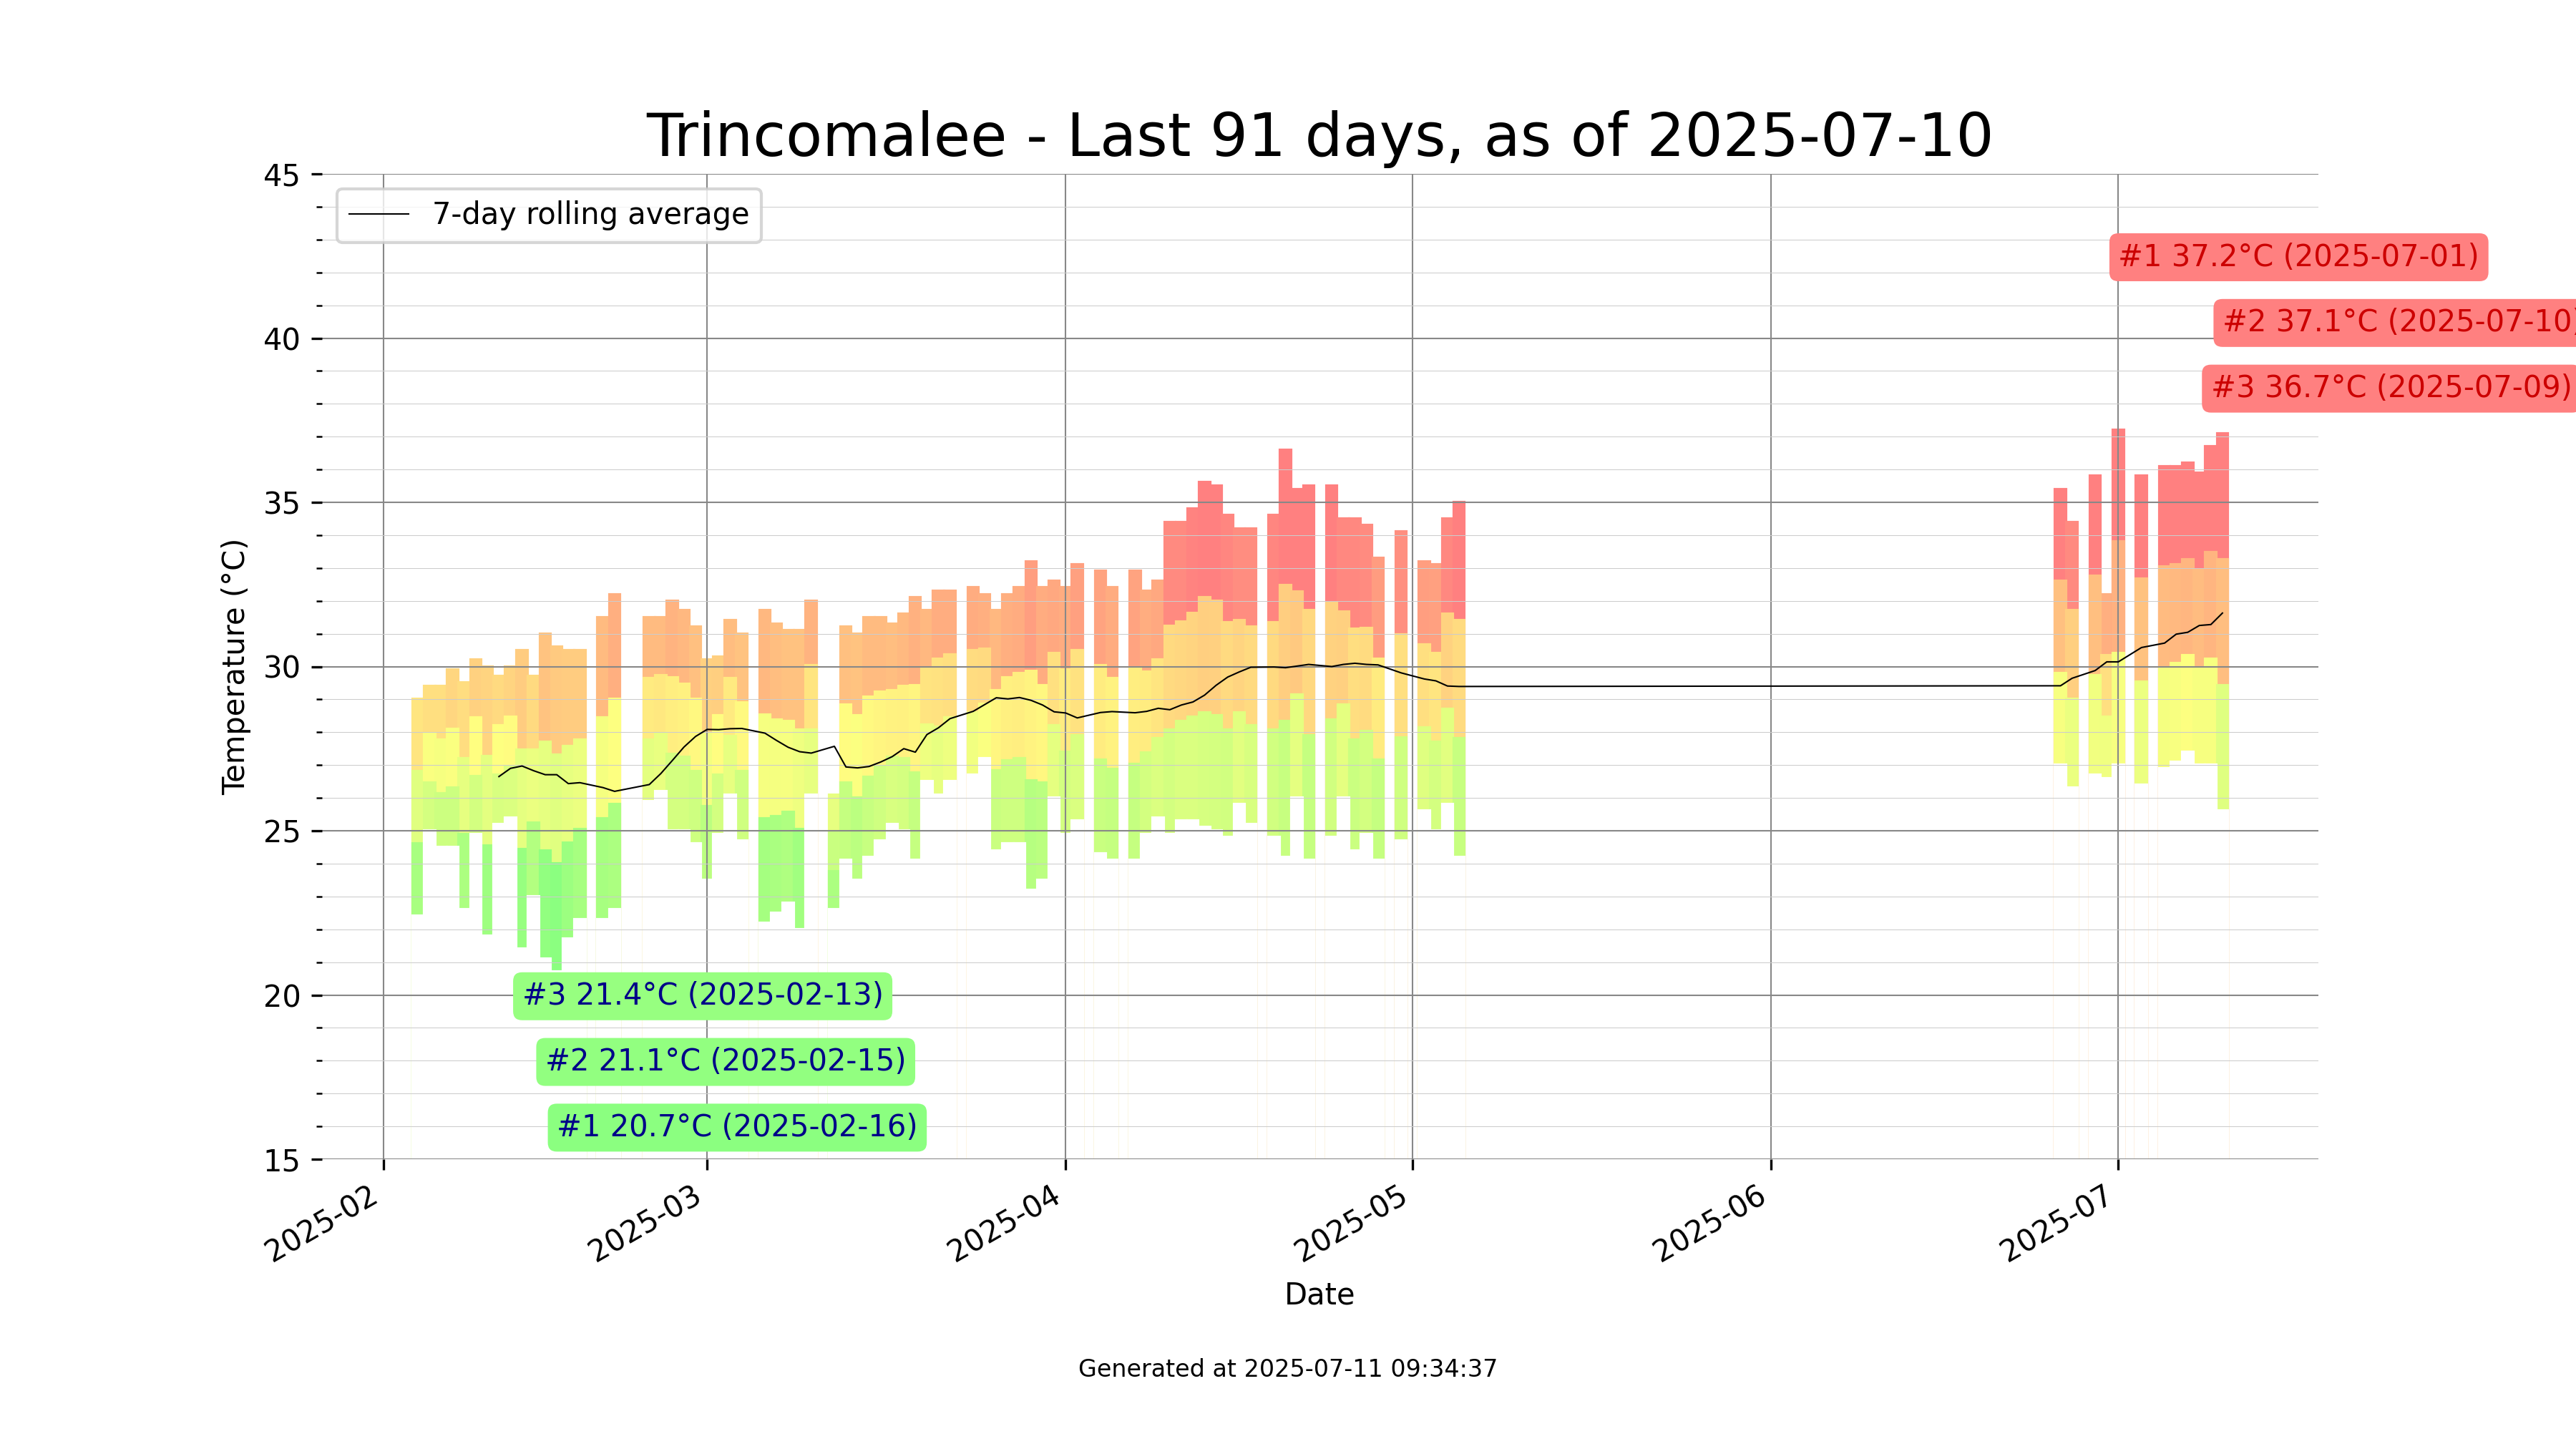 Trincomalee - Last 91 days, as of 2025-07-10
7-day rolling average
#1 37.2°C (2025-07-01)
#2 37.1°C (2025-07-10)
#3 36.7°C (2025-07-09)
45
40
35
30
25
20
15
Temperature (°C)
#3 21.4°C (2025-02-13)
#2 21.1°C (2025-02-15)
#1 20.7°C (2025-02-16)
2025-02
2025-03
2025-04
2025-05
2025-06
2025-07
Date
Generated at 2025-07-11 09:34:37